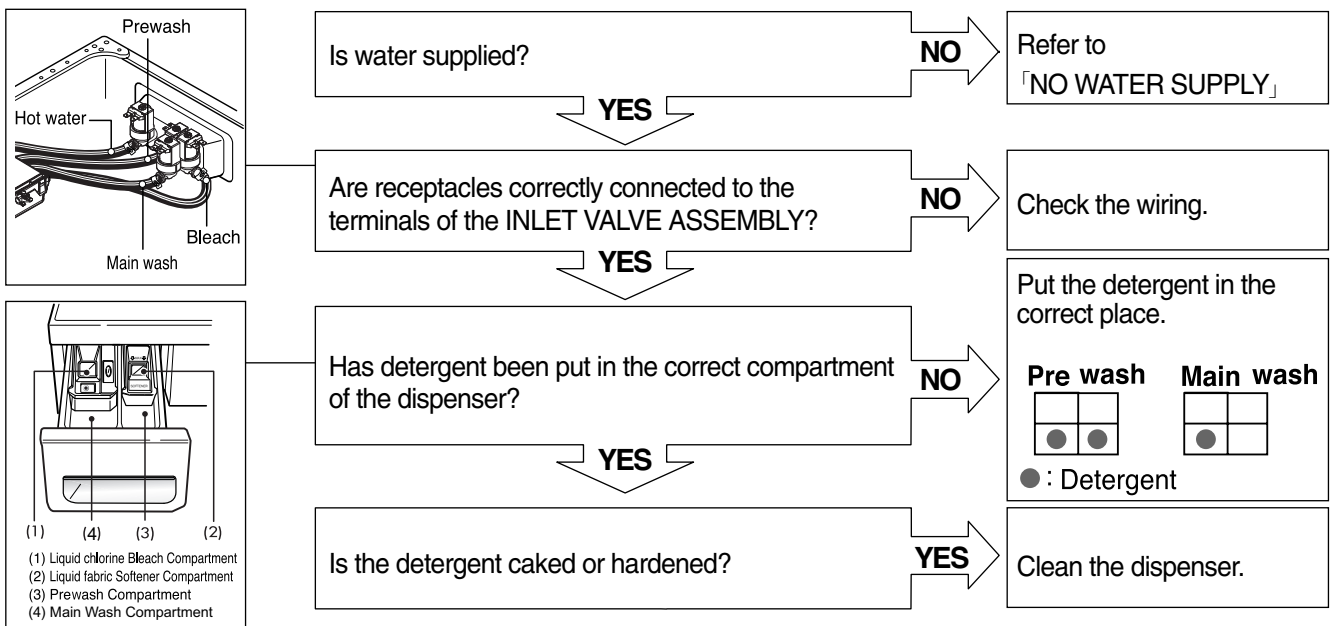 Prewash
Hot water
Bleach
Main wash
Is water supplied?
NO
Refer to
「NO WATER SUPPLY」
YES
Are receptacles correctly connected to the
terminals of the INLET VALVE ASSEMBLY?
NO
Check the wiring.
YES
SOFTENER
(1) (4) (3) (2)
(1) Liquid chlorine Bleach Compartment
(2) Liquid fabric Softener Compartment
(3) Prewash Compartment
(4) Main Wash Compartment
Has detergent been put in the correct compartment
of the dispenser?
NO
Put the detergent in the
correct place.
Pre wash Main wash
: Detergent
YES
Is the detergent caked or hardened?
YES
Clean the dispenser.